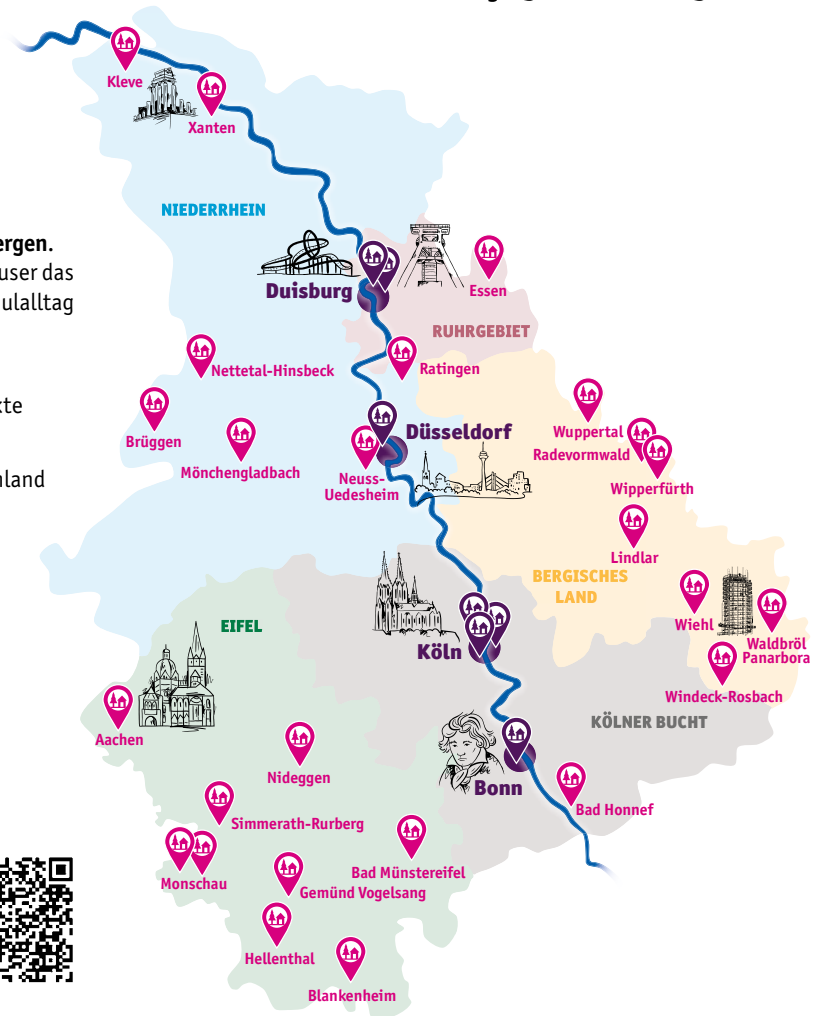 Kleve
Xanten
NIEDERRHEIN
ergen.
user das
ulalltag
Duisburg
Essen
RUHRGEBIET
Nettetal-Hinsbeck
Ratingen
kte
Brüggen
Mönchengladbach
Düsseldorf
Neuss-
Uedesheim
Wuppertal
Radevormwald
Wipperfürth
nland
Lindlar
BERGISCHES
LAND
Wiehl
Waldbröl
Panarbora
EIFEL
Köln
Windeck-Rosbach
KÖLNER BUCHT
Aachen
Nideggen
Bonn
Bad Honnef
Simmerath-Rurberg
Monschau
Bad Münstereifel
Gemünd Vogelsang
Hellenthal
Blankenheim